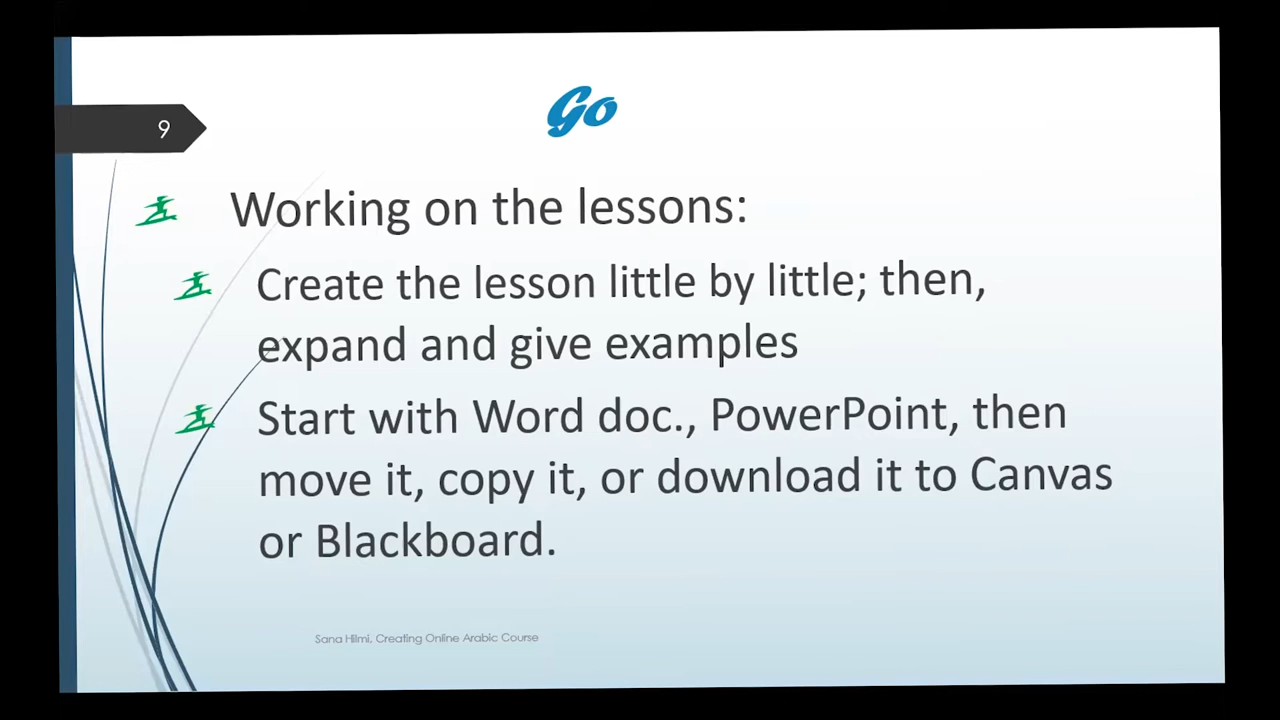 Go
9
Working on the lessons:
Create the lesson little by little; then,
expand and give examples
Start with Word doc., PowerPoint, then
move it, copy it, or download it to Canvas
or Blackboard.
Sana Hilmi, Creating Online Arabic Course